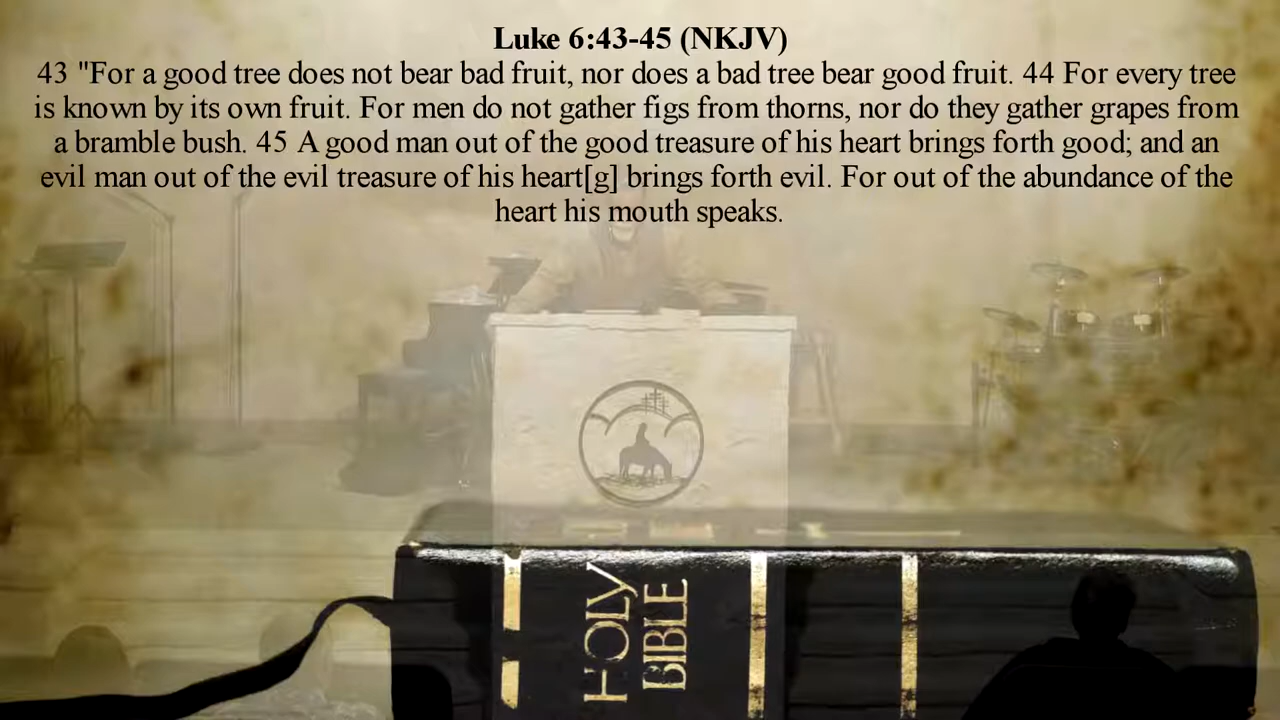 Luke 6:43-45 (NKJV)
43 "For a good tree does not bear bad fruit, nor does a bad tree bear good fruit. 44 For every tree
is known by its own fruit. For men do not gather figs from thorns, nor do they gather grapes from
a bramble bush. 45 A good man out of the good treasure of his heart brings forth good; and an
evil man out of the evil treasure of his heart[g] brings forth evil. For out of the abundance of the
heart his mouth speaks.
HOLY
BIBLE